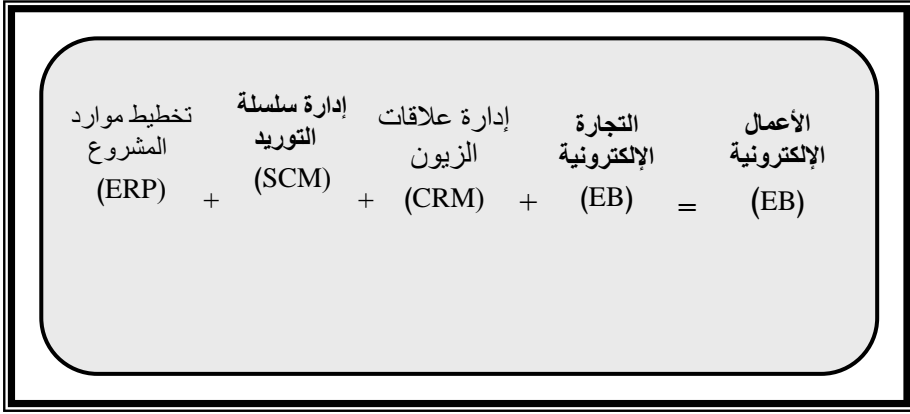 الأعمال
الإلكترونية
(EB)
=
التجارة
الإلكترونية
(EB)
+
إدارة علاقات
الزبون
(CRM)
+
إدارة سلسلة
التوريد
(SCM)
+
تخطيط موارد
المشروع
(ERP)